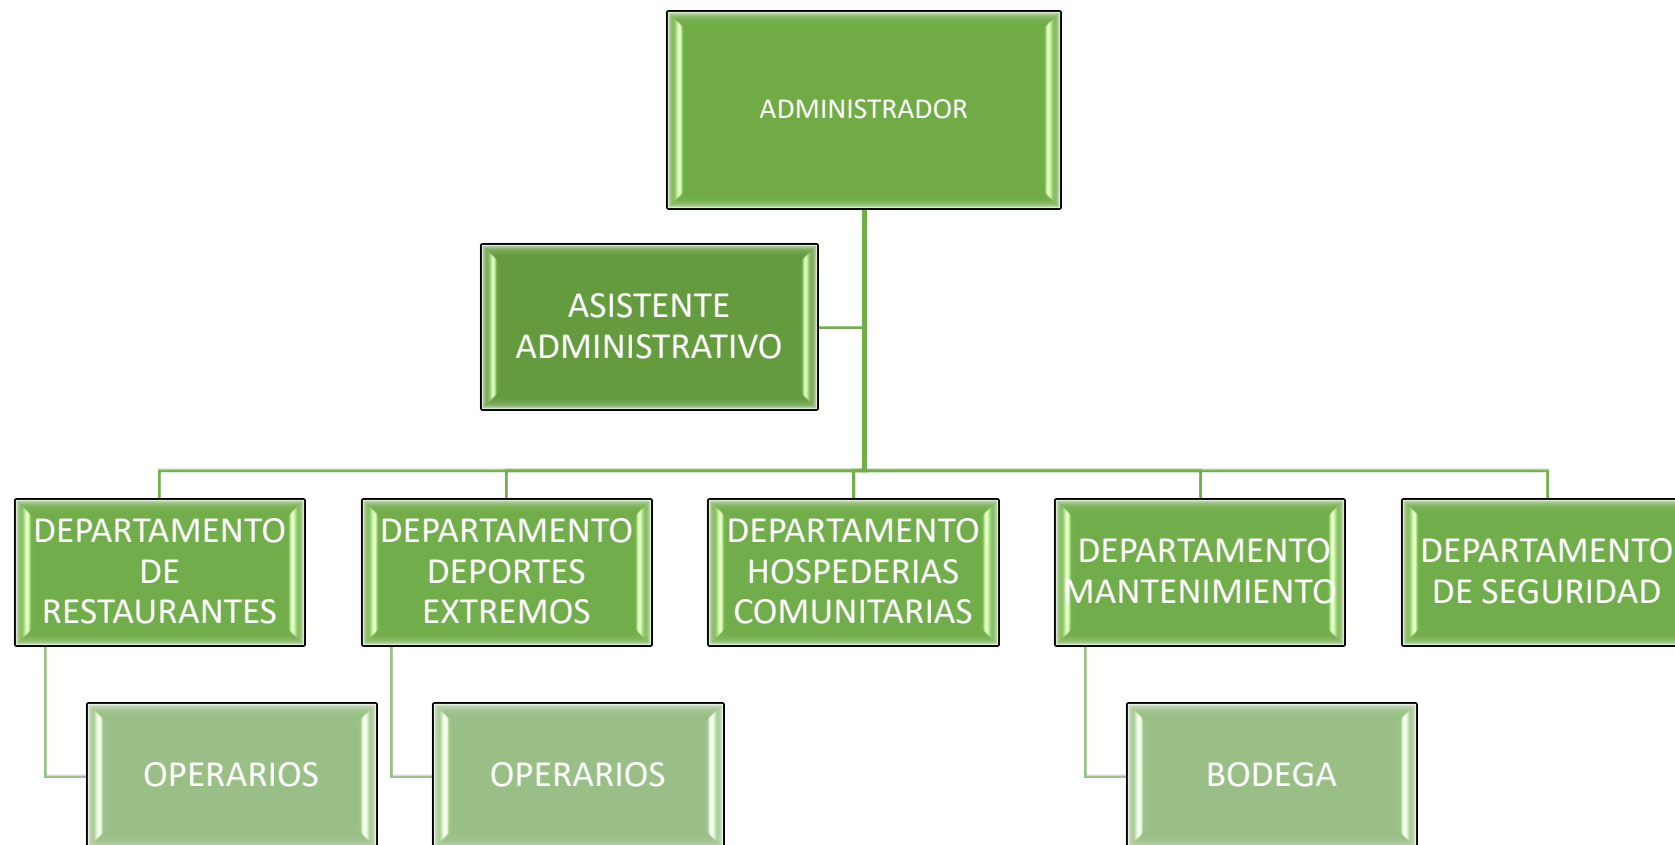 ADMINISTRADOR
ASISTENTE
ADMINISTRATIVO
DEPARTAMENTO
DE
RESTAURANTES
DEPARTAMENTO
DEPORTES
EXTREMOS
DEPARTAMENTO
HOSPEDERIAS
COMUNITARIAS
DEPARTAMENTO
MANTENIMIENTO
DEPARTAMENTO
DE SEGURIDAD
OPERARIOS
OPERARIOS
BODEGA